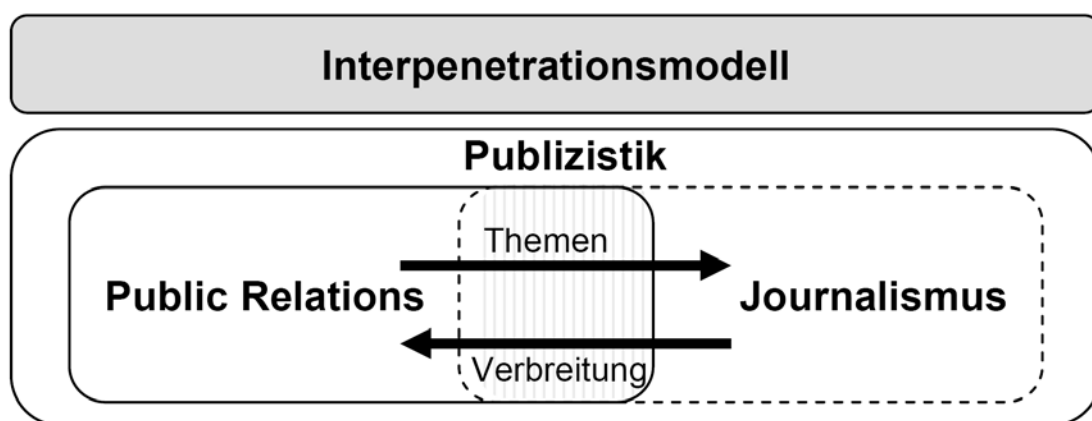 Interpenetrationsmodell
Publizistik
Themen
Public Relations
Journalismus
Verbreitung